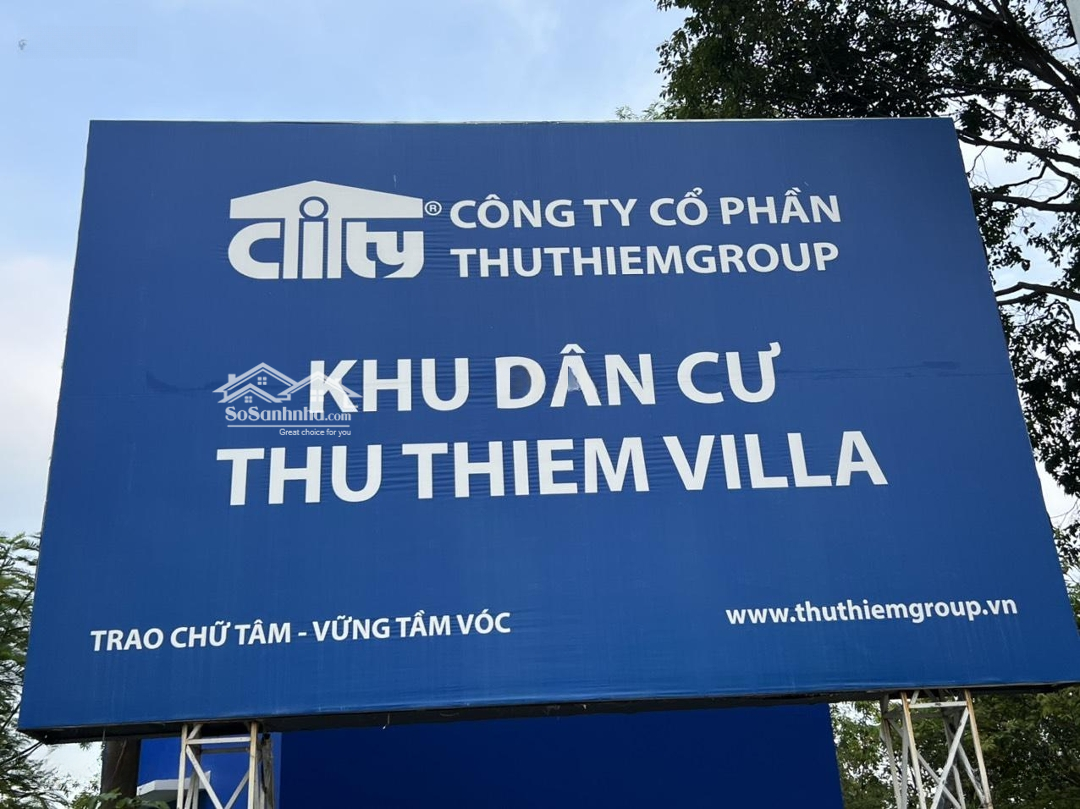 Ciity® CÔNG TY CỔ PHẦN
THUTHIEMGROUP
KHU DÂN CƯ
SoSanhnha.com
Great choice for you
THU THIEM VILLA
TRAO CHỮ TÂM - VỮNG TẦM VÓC
www.thuthiemgroup.vn